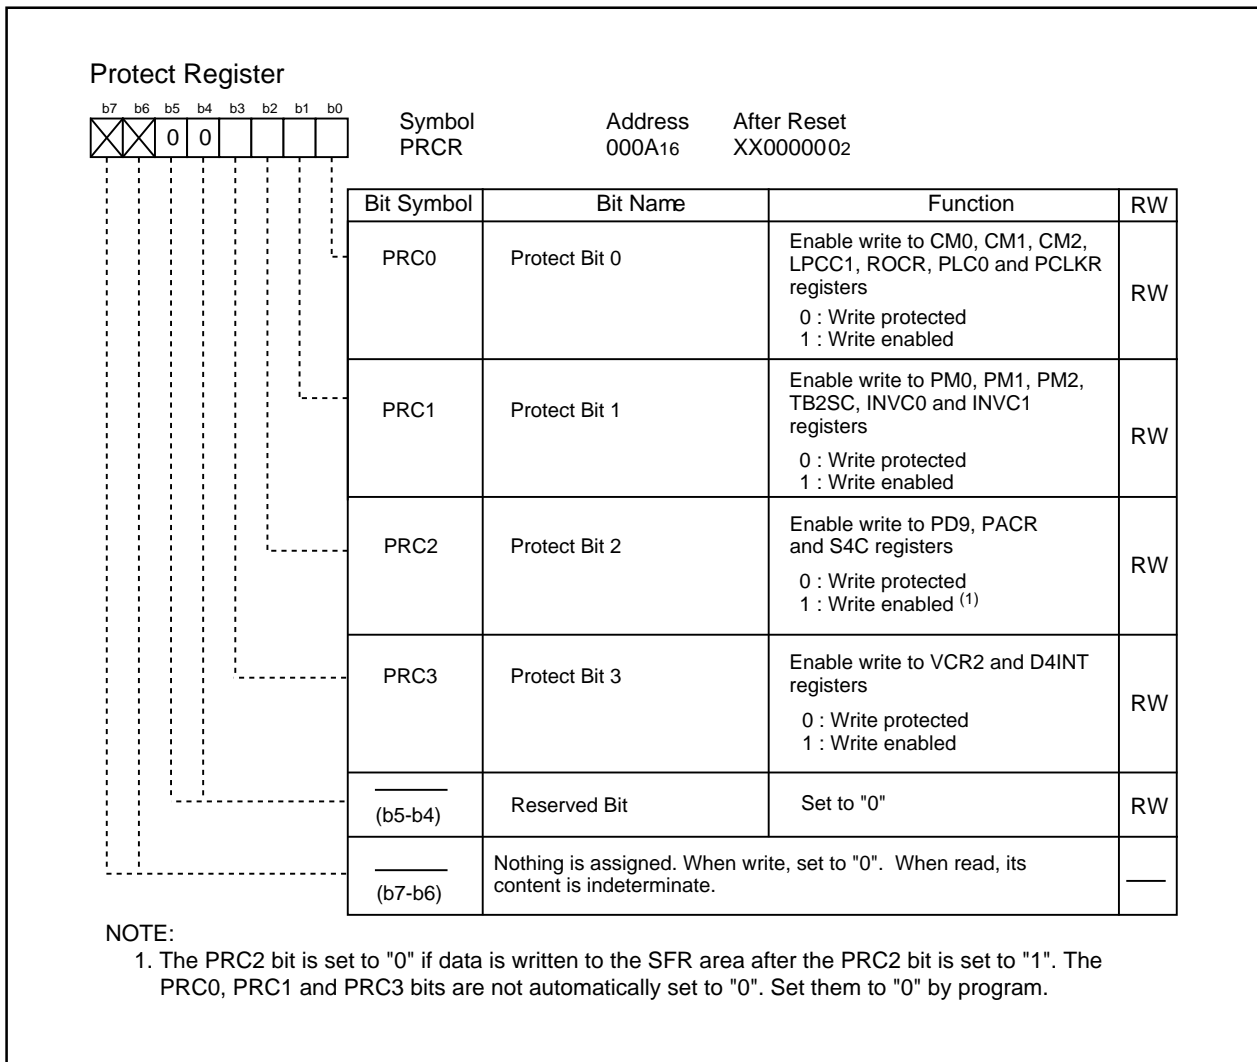 Protect Register
b7 b6 b5 b4 b3 b2 b1 b0
0 0
Symbol Address After Reset
PRCR 000A16 XX0000002
Bit Symbol Bit Name Function RW
PRC0 Protect Bit 0 Enable write to CM0, CM1, CM2,
LPCC1, ROCR, PLC0 and PCLKR
registers
0 : Write protected
1 : Write enabled
RW
PRC1 Protect Bit 1 Enable write to PM0, PM1, PM2,
TB2SC, INVC0 and INVC1
registers
0 : Write protected
1 : Write enabled
RW
PRC2 Protect Bit 2 Enable write to PD9, PACR
and S4C registers
0 : Write protected
1 : Write enabled (1)
RW
PRC3 Protect Bit 3 Enable write to VCR2 and D4INT
registers
0 : Write protected
1 : Write enabled
RW
(b5-b4) Reserved Bit Set to "0" RW
(b7-b6) Nothing is assigned. When write, set to "0". When read, its
content is indeterminate.
NOTE:
1. The PRC2 bit is set to "0" if data is written to the SFR area after the PRC2 bit is set to "1". The
PRC0, PRC1 and PRC3 bits are not automatically set to "0". Set them to "0" by program.